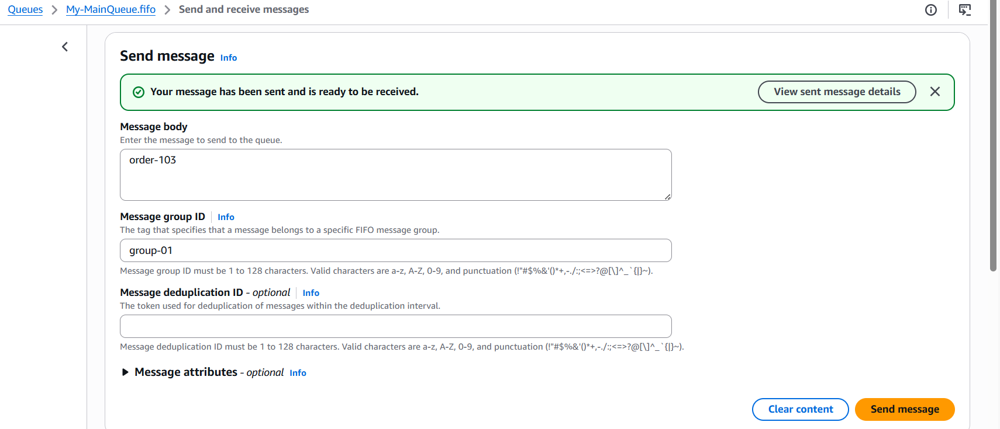 Queues > My-MainQueue.fifo > Send and receive messages
Send message Info
Your message has been sent and is ready to be received. View sent message details
Message body
Enter the message to send to the queue.
order-103
Message group ID Info
The tag that specifies that a message belongs to a specific FIFO message group.
group-01
Message group ID must be 1 to 128 characters. Valid characters are a-z, A-Z, 0-9, and punctuation (!"#$%&'()*+,-./:;<=>?@[\]^_`{|}~).
Message deduplication ID - optional Info
The token used for deduplication of messages within the deduplication interval.
Message deduplication ID must be 1 to 128 characters. Valid characters are a-z, A-Z, 0-9, and punctuation (!"#$%&'()*+,-./:;<=>?@[\]^_`{|}~).
Message attributes - optional Info
Clear content Send message